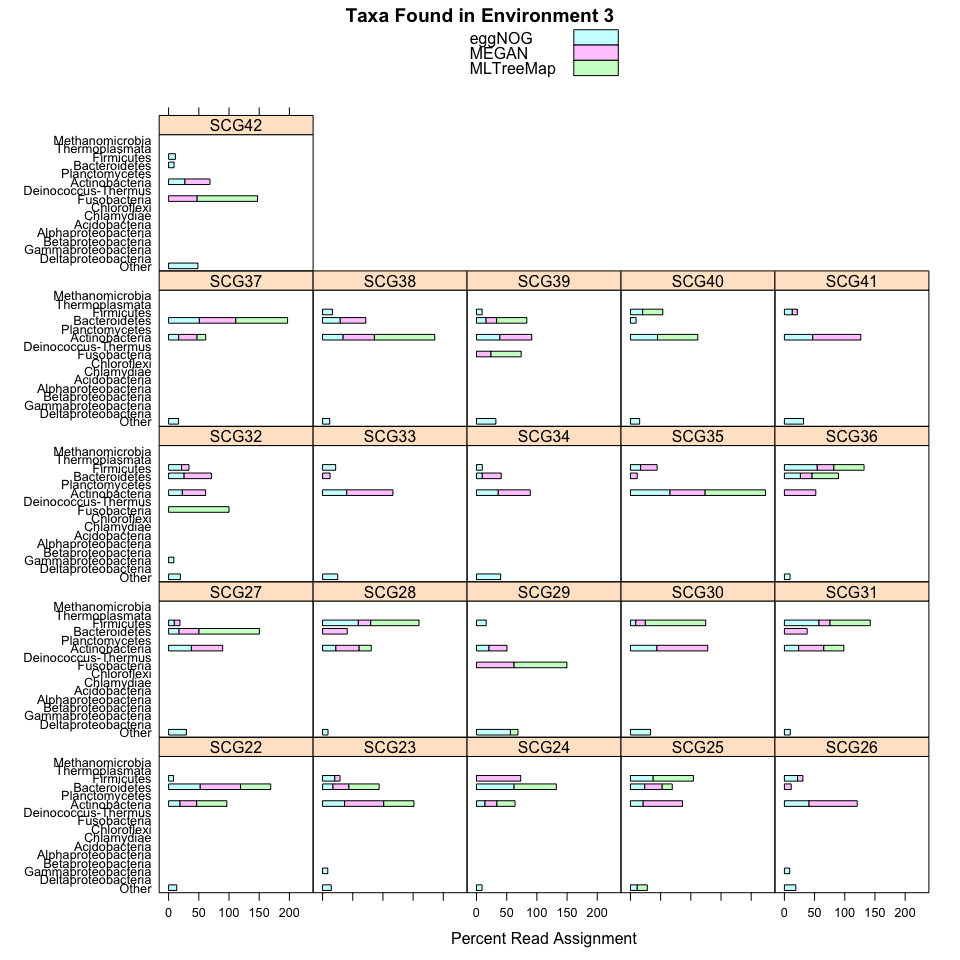 Taxa Found in Environment 3
eggNOG
MEGAN
MLTreeMap
SCG42
Methanomicrobia
Thermoplasmata
Firmicutes
Bacteroidetes
Planctomycetes
Actinobacteria
Deinococcus-Thermus
Fusobacteria
Chloroflexi
Chlamydiae
Acidobacteria
Alphaproteobacteria
Betaproteobacteria
Gammaproteobacteria
Deltaproteobacteria
Other
SCG37 SCG38 SCG39 SCG40 SCG41
Methanomicrobia
Thermoplasmata
Firmicutes
Bacteroidetes
Planctomycetes
Actinobacteria
Deinococcus-Thermus
Fusobacteria
Chloroflexi
Chlamydiae
Acidobacteria
Alphaproteobacteria
Betaproteobacteria
Gammaproteobacteria
Deltaproteobacteria
Other
SCG32 SCG33 SCG34 SCG35 SCG36
Methanomicrobia
Thermoplasmata
Firmicutes
Bacteroidetes
Planctomycetes
Actinobacteria
Deinococcus-Thermus
Fusobacteria
Chloroflexi
Chlamydiae
Acidobacteria
Alphaproteobacteria
Betaproteobacteria
Gammaproteobacteria
Deltaproteobacteria
Other
SCG27 SCG28 SCG29 SCG30 SCG31
Methanomicrobia
Thermoplasmata
Firmicutes
Bacteroidetes
Planctomycetes
Actinobacteria
Deinococcus-Thermus
Fusobacteria
Chloroflexi
Chlamydiae
Acidobacteria
Alphaproteobacteria
Betaproteobacteria
Gammaproteobacteria
Deltaproteobacteria
Other
SCG22 SCG23 SCG24 SCG25 SCG26
Methanomicrobia
Thermoplasmata
Firmicutes
Bacteroidetes
Planctomycetes
Actinobacteria
Deinococcus-Thermus
Fusobacteria
Chloroflexi
Chlamydiae
Acidobacteria
Alphaproteobacteria
Betaproteobacteria
Gammaproteobacteria
Deltaproteobacteria
Other
0 50 100 150 200 0 50 100 150 200 0 50 100 150 200
Percent Read Assignment